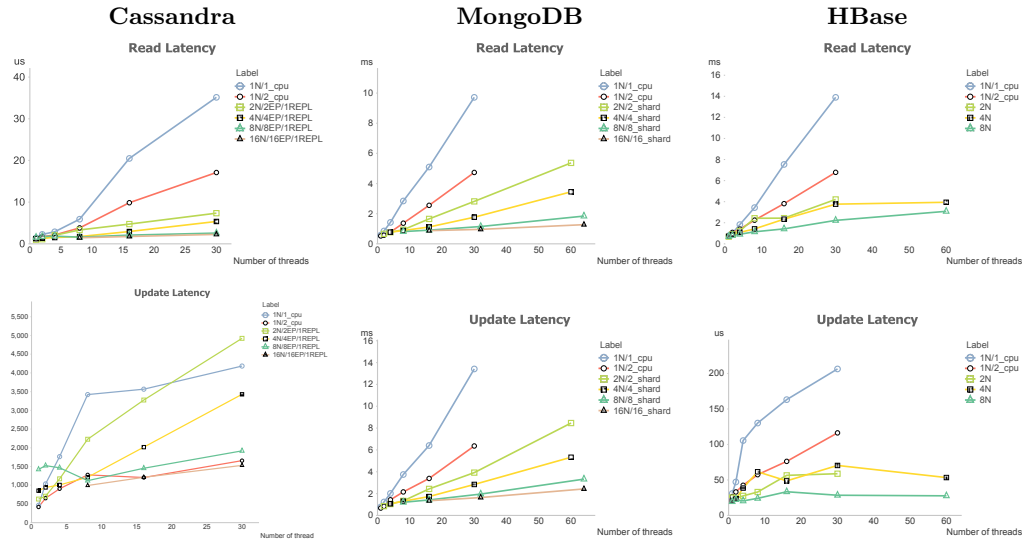 Cassandra
MongoDB
HBase
Read Latency
us
40
30
20
10
0
0
5
10
15
20
25
30
Number of threads
Label
1N/1_cpu
1N/2_cpu
2N/2EP/1REPL
4N/4EP/1REPL
8N/8EP/1REPL
16N/16EP/1REPL
Read Latency
ms
10
8
6
4
2
0
0
10
20
30
40
50
60
Number of threads
Label
1N/1_cpu
1N/2_cpu
2N/2_shard
4N/4_shard
8N/8_shard
16N/16_shard
Read Latency
ms
16
14
12
10
8
6
4
2
0
0
10
20
30
40
50
60
Number of threads
Label
1N/1_cpu
1N/2_cpu
2N
4N
8N
Update Latency
5,500
5,000
4,500
4,000
3,500
3,000
2,500
2,000
1,500
1,000
500
0
0
5
10
15
20
25
30
Number of thread
Label
1N/1_cpu
1N/2_cpu
2N/2EP/1REPL
4N/4EP/1REPL
8N/8EP/1REPL
16N/16EP/1REPL
Update Latency
ms
16
14
12
10
8
6
4
2
0
0
10
20
30
40
50
60
Number of threads
Label
1N/1_cpu
1N/2_cpu
2N/2_shard
4N/4_shard
8N/8_shard
16N/16_shard
Update Latency
us
200
150
100
50
0
0
10
20
30
40
50
60
Number of threads
Label
1N/1_cpu
1N/2_cpu
2N
4N
8N